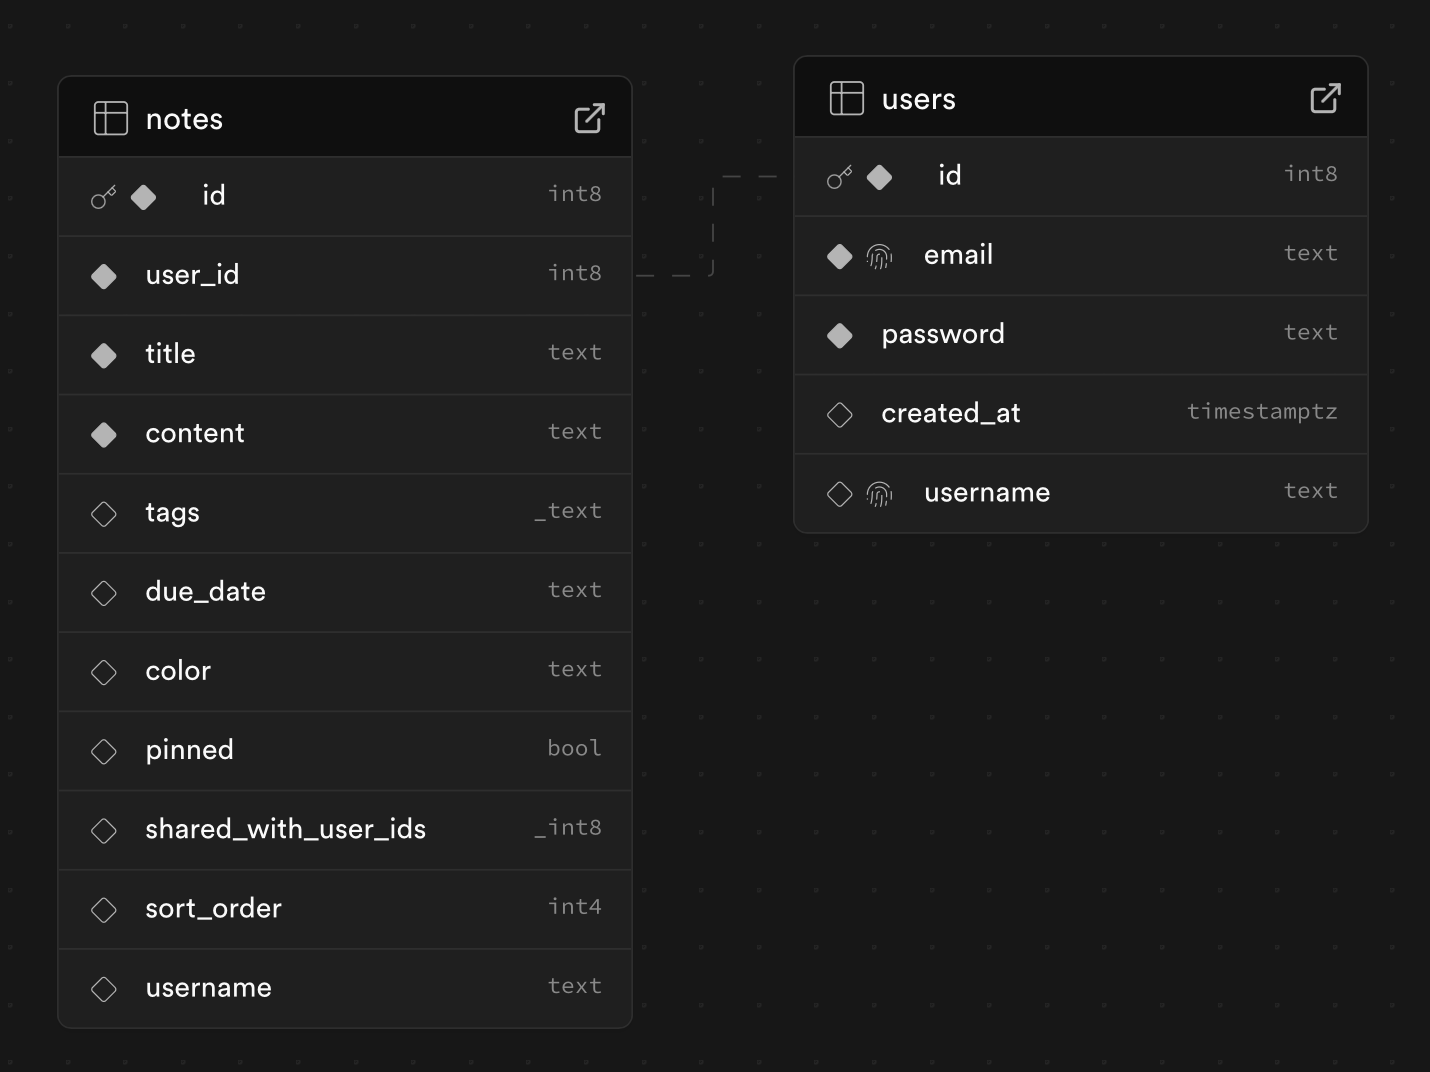 notes
id int8
user_id int8
title text
content text
tags _text
due_date text
color text
pinned bool
shared_with_user_ids _int8
sort_order int4
username text
users
id int8
email text
password text
created_at timestamptz
username text